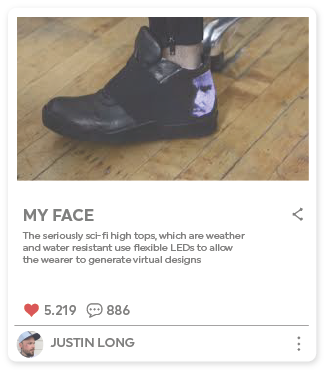 MY FACE
The seriously sci-fi high tops, which are weather
and water resistant use flexible LEDs to allow
the wearer to generate virtual designs
5.219 886
JUSTIN LONG